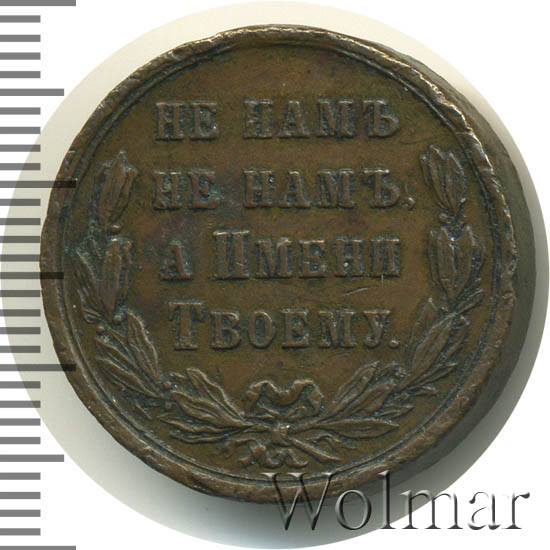 НЕ НАМЪ
НЕ НАМЪ,
А ИМЕНИ
ТВОЕМУ.
Wolmar